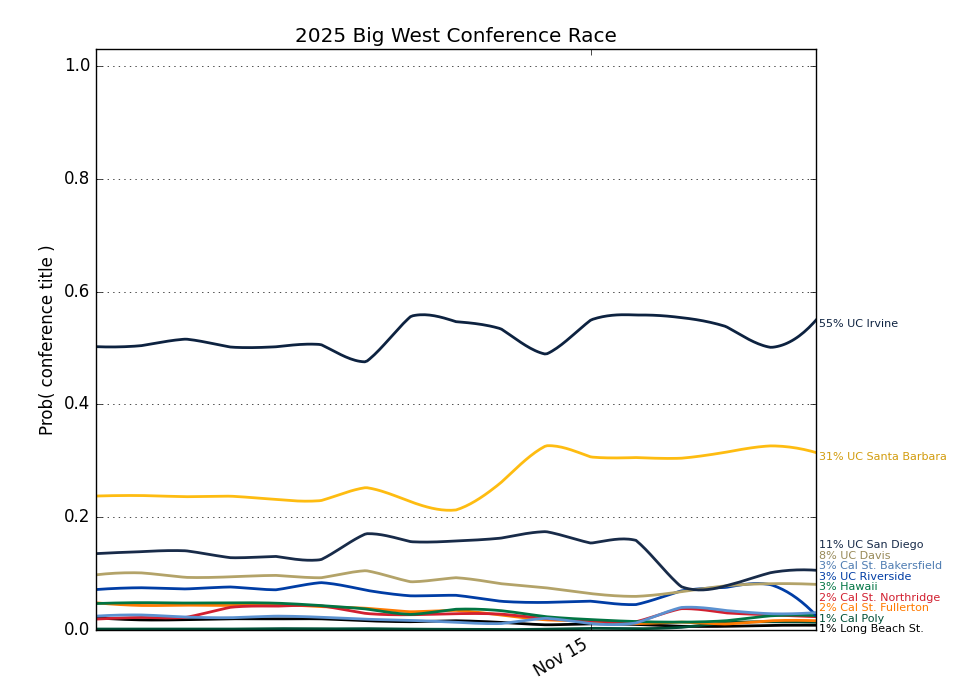 2025 Big West Conference Race
Prob( conference title )
1.0
0.8
0.6
0.4
0.2
0.0
Nov 15
55% UC Irvine
31% UC Santa Barbara
11% UC San Diego
8% UC Davis
3% Cal St. Bakersfield
3% UC Riverside
3% Hawaii
2% Cal St. Northridge
2% Cal St. Fullerton
1% Cal Poly
1% Long Beach St.